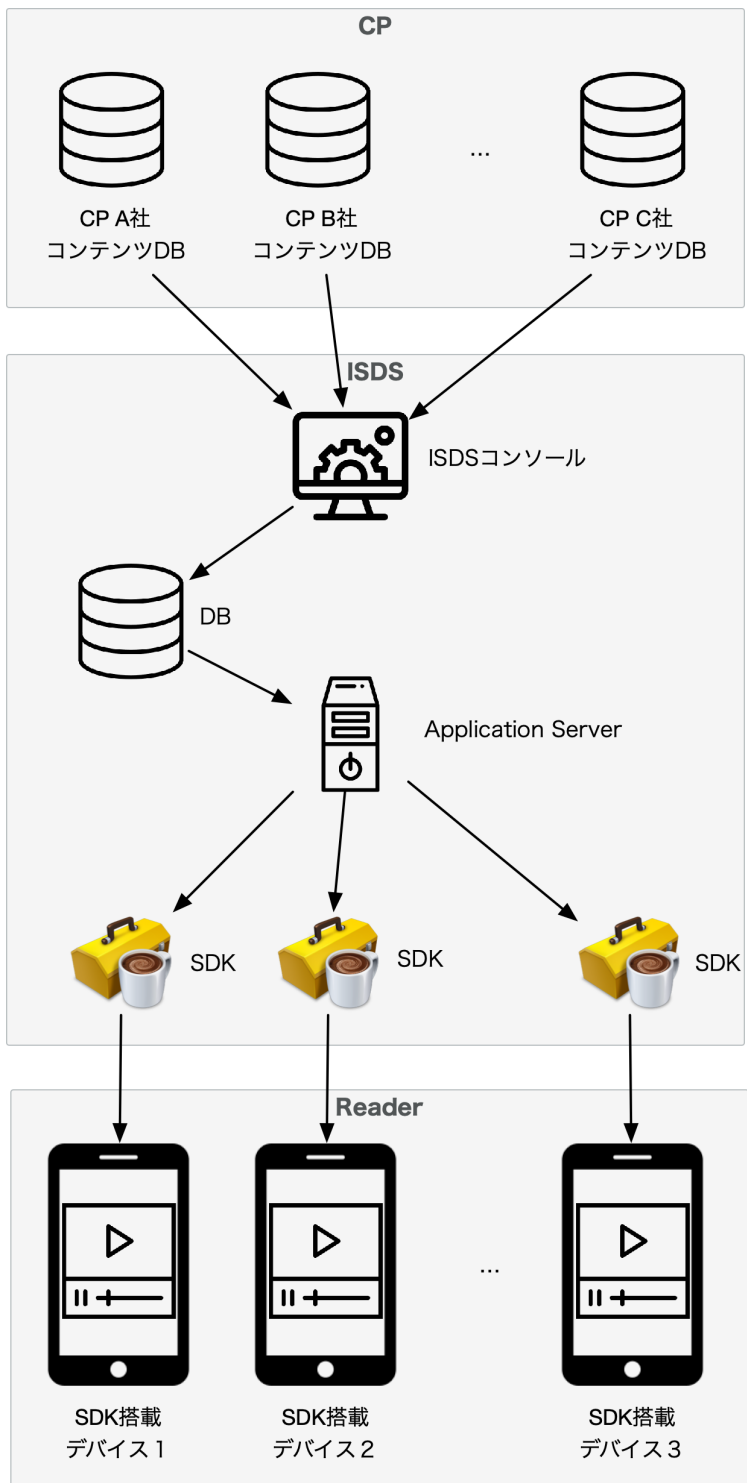 CP
CP A社
コンテンツDB
CP B社
コンテンツDB
...
CP C社
コンテンツDB
ISDS
ISDSコンソール
DB
Application Server
SDK
SDK
SDK
Reader
...
SDK搭載
デバイス１
SDK搭載
デバイス２
SDK搭載
デバイス３